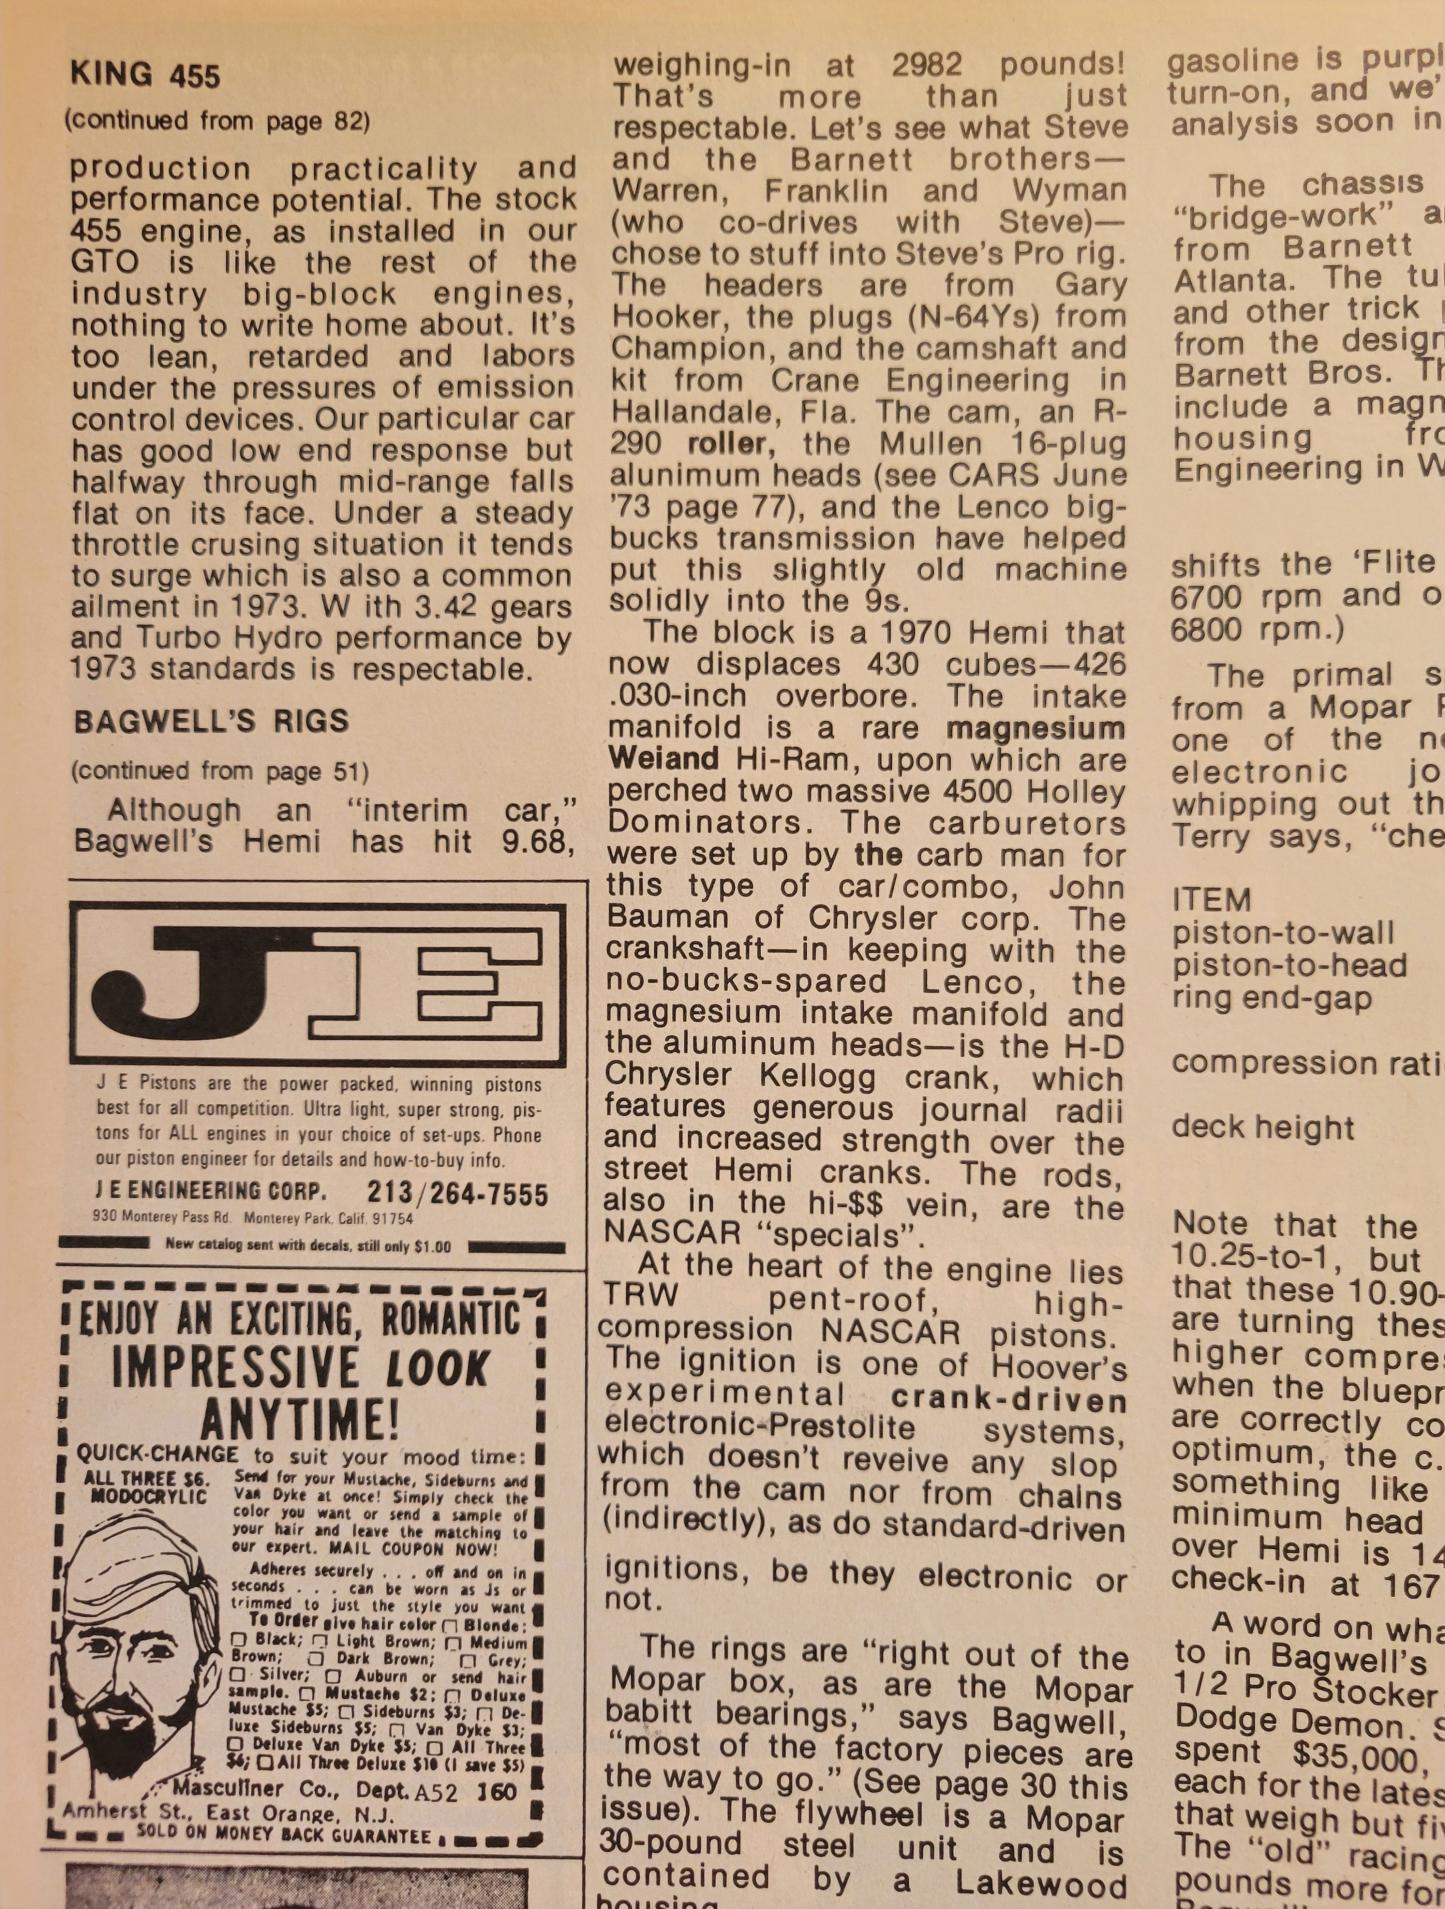 KING 455
(continued from page 82)
production practicality and
performance potential. The stock
455 engine, as installed in our
GTO is like the rest of the
industry big-block engines,
nothing to write home about. It's
too lean, retarded and labors
under the pressures of emission
control devices. Our particular car
has good low end response but
halfway through mid-range falls
flat on its face. Under a steady
throttle crusing situation it tends
to surge which is also a common
ailment in 1973. W ith 3.42 gears
and Turbo Hydro performance by
1973 standards is respectable.
BAGWELL'S RIGS
(continued from page 51)
Although an “interim car,”
Bagwell's Hemi has hit 9.68,
JE
J E Pistons are the power packed, winning pistons
best for all competition. Ultra light, super strong, pis-
tons for ALL engines in your choice of set-ups. Phone
our piston engineer for details and how-to-buy info.
J E ENGINEERING CORP. 213/264-7555
930 Monterey Pass Rd. Monterey Park, Calif. 91754
New catalog sent with decals, still only $1.00
ENJOY AN EXCITING, ROMANTIC
IMPRESSIVE LOOK
ANYTIME!
QUICK-CHANGE to suit your mood time:
ALL THREE $6.
MODOCRYLIC
Send for your Mustache, Sideburns and
Van Dyke at once! Simply check the
color you want or send a sample of
your hair and leave the matching to
our expert. MAIL COUPON NOW!
Adheres securely . . . off and on in
seconds . . . can be worn as Js or
trimmed to just the style you want
To Order give hair color □ Blonde:
□ Black; □ Light Brown; □ Medium
Brown; □ Dark Brown; □ Grey;
□ Silver; □ Auburn or send hair
sample. □ Mustache $2; □ Deluxe
Mustache $5; □ Sideburns $3; □ De-
luxe Sideburns $5; □ Van Dyke $3;
□ Deluxe Van Dyke $5; □ All Three
$6; □ All Three Deluxe $10 (I save $5)
Masculiner Co., Dept. A52 160
Amherst St., East Orange, N.J.
SOLD ON MONEY BACK GUARANTEE
weighing-in at 2982 pounds!
That's more than just
respectable. Let's see what Steve
and the Barnett brothers—
Warren, Franklin and Wyman
(who co-drives with Steve)—
chose to stuff into Steve's Pro rig.
The headers are from Gary
Hooker, the plugs (N-64Ys) from
Champion, and the camshaft and
kit from Crane Engineering in
Hallandale, Fla. The cam, an R-
290 roller, the Mullen 16-plug
alunimum heads (see CARS June
'73 page 77), and the Lenco big-
bucks transmission have helped
put this slightly old machine
solidly into the 9s.
The block is a 1970 Hemi that
now displaces 430 cubes—426
.030-inch overbore. The intake
manifold is a rare magnesium
Weiand Hi-Ram, upon which are
perched two massive 4500 Holley
Dominators. The carburetors
were set up by the carb man for
this type of car/combo, John
Bauman of Chrysler corp. The
crankshaft—in keeping with the
no-bucks-spared Lenco, the
magnesium intake manifold and
the aluminum heads—is the H-D
Chrysler Kellogg crank, which
features generous journal radii
and increased strength over the
street Hemi cranks. The rods,
also in the hi-$$ vein, are the
NASCAR “specials”.
At the heart of the engine lies
TRW pent-roof, high-
compression NASCAR pistons.
The ignition is one of Hoover's
experimental crank-driven
electronic-Prestolite systems,
which doesn't reveive any slop
from the cam nor from chains
(indirectly), as do standard-driven
ignitions, be they electronic or
not.
The rings are “right out of the
Mopar box, as are the Mopar
babitt bearings,” says Bagwell,
“most of the factory pieces are
the way to go.” (See page 30 this
issue). The flywheel is a Mopar
30-pound steel unit and is
contained by a Lakewood
housing
gasoline is purpl
turn-on, and we'
analysis soon in
The chassis
“bridge-work” a
from Barnett
Atlanta. The tu
and other trick
from the design
Barnett Bros. Th
include a magn
housing fro
Engineering in W
shifts the ‘Flite
6700 rpm and o
6800 rpm.)
The primal s
from a Mopar
one of the ne
electronic jo
whipping out th
Terry says, “che
ITEM
piston-to-wall
piston-to-head
ring end-gap
compression rati
deck height
Note that the
10.25-to-1, but
that these 10.90-
are turning thes
higher compre
when the bluepr
are correctly co
optimum, the c.
something like
minimum head
over Hemi is 14
check-in at 167
A word on wha
to in Bagwell's
1/2 Pro Stocker
Dodge Demon. S
spent $35,000,
each for the lates
that weigh but fiv
The “old” racing
pounds more for